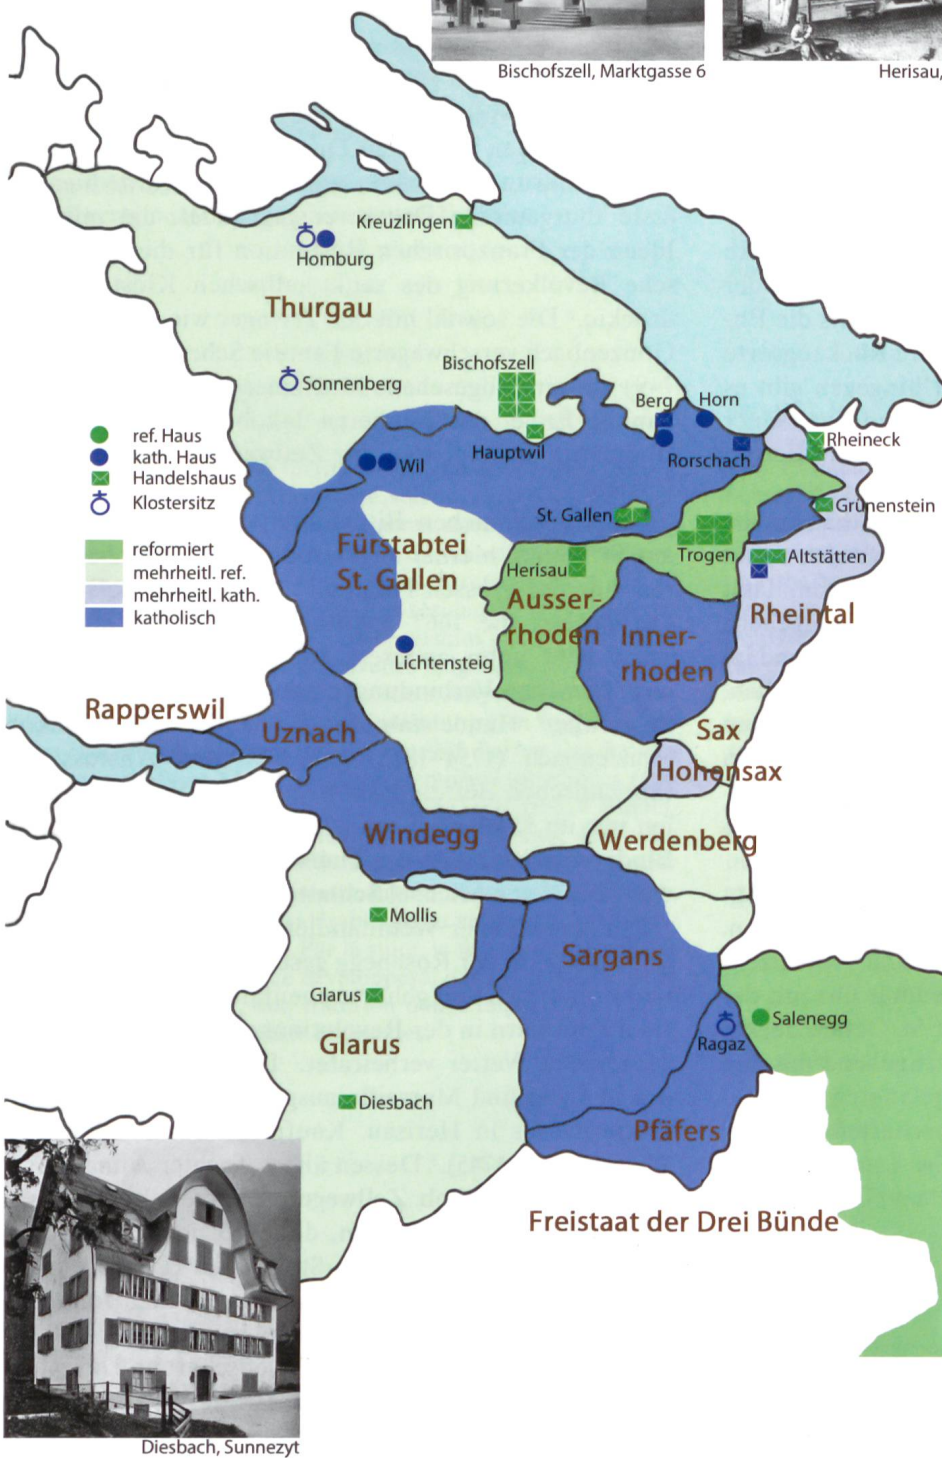 Bischofszell, Marktgasse 6
Herisau,
Kreuzlingen
Homburg
Thurgau
Sonnenberg
Bischofszell
Berg
Horn
Hauptwil
Rorschach
Rheineck
Wil
ref. Haus
kath. Haus
Handelshaus
Klostersitz
reformiert
mehrheitl. ref.
mehrheitl. kath.
katholisch
St. Gallen
Grünenstein
Trogen
Fürstabtei
St. Gallen
Herisau
Altstätten
Ausser-
rhoden
Inner-
rhoden
Rheintal
Lichtensteig
Rapperswil
Uznach
Sax
Hohensax
Windegg
Werdenberg
Mollis
Sargans
Glarus
Glarus
Salenegg
Ragaz
Diesbach
Pfäfers
Freistaat der Drei Bünde
Diesbach, Sunnezyt